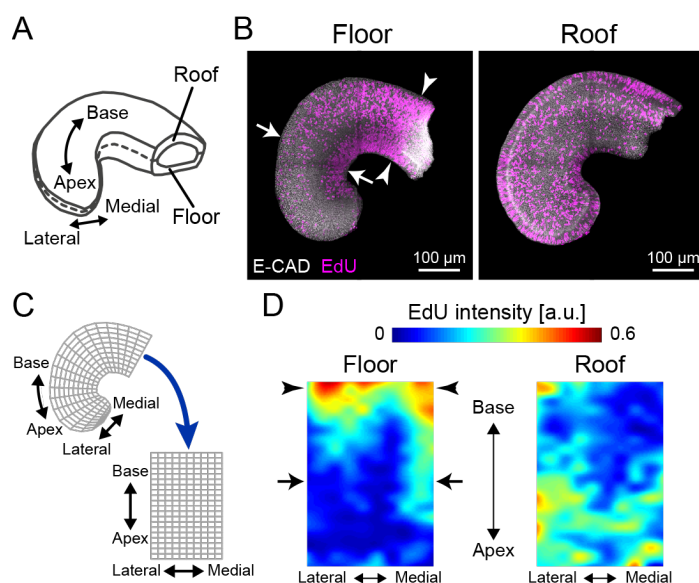 A
Roof
Base
Apex
Medial
Lateral
Floor
B
Floor
Roof
E-CAD EdU
100 μm
100 μm
C
Base
Apex
Medial
Lateral
Base
Apex
Lateral
Medial
D
EdU intensity [a.u.]
0
0.6
Floor
Roof
Base
Apex
Lateral
Medial
Lateral
Medial